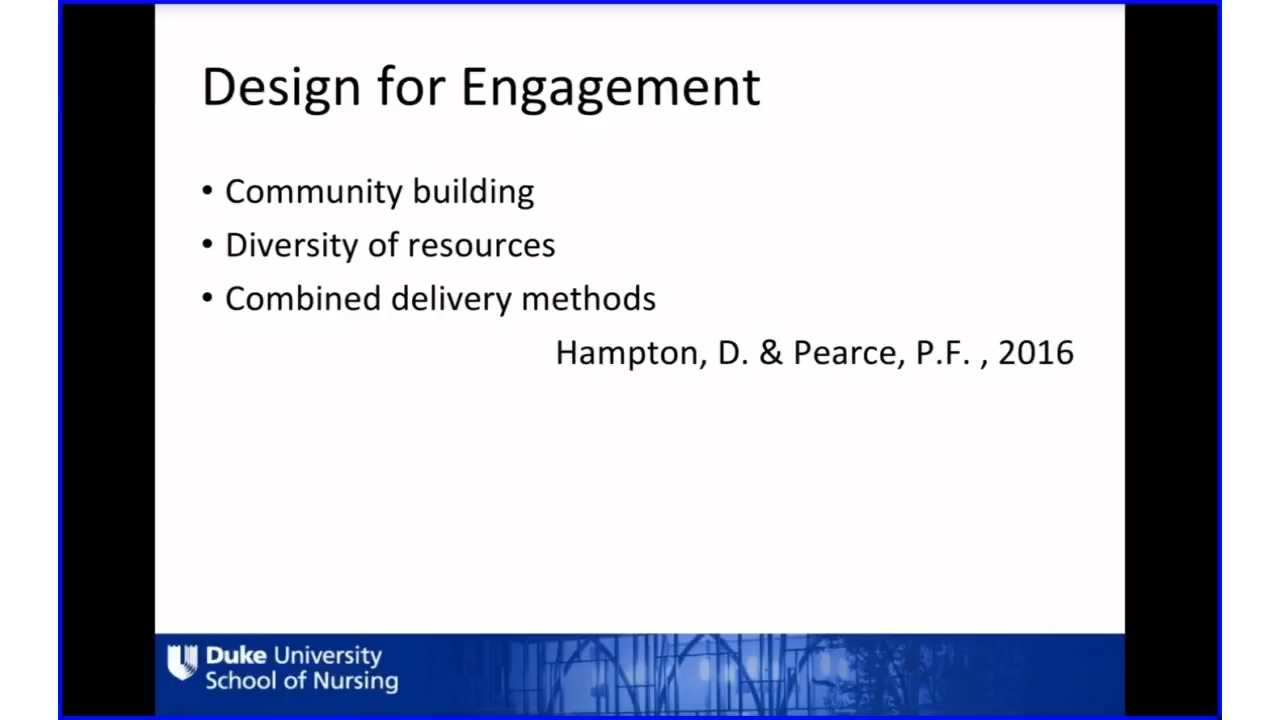 Design for Engagement
• Community building
• Diversity of resources
• Combined delivery methods
Hampton, D. & Pearce, P.F. , 2016
Duke University
School of Nursing